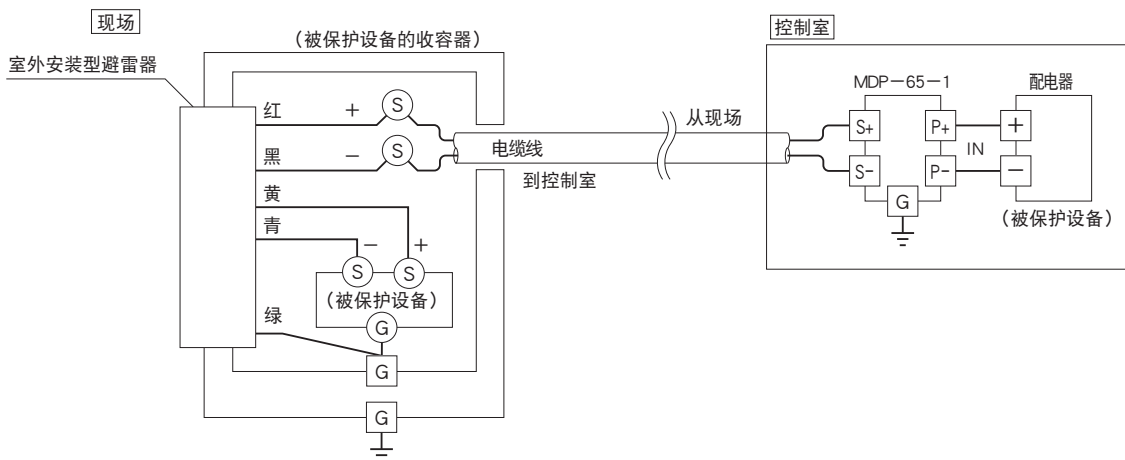 现场
控制室
(被保护设备的收容器)
室外安装型避雷器
MDP-65-1
配电器
红
+
S
从现场
S+
P+
+
黑
-
S
电缆线
IN
到控制室
S-
P-
-
黄
G
(被保护设备)
青
-
+
S
S
(被保护设备)
绿
G
G
G